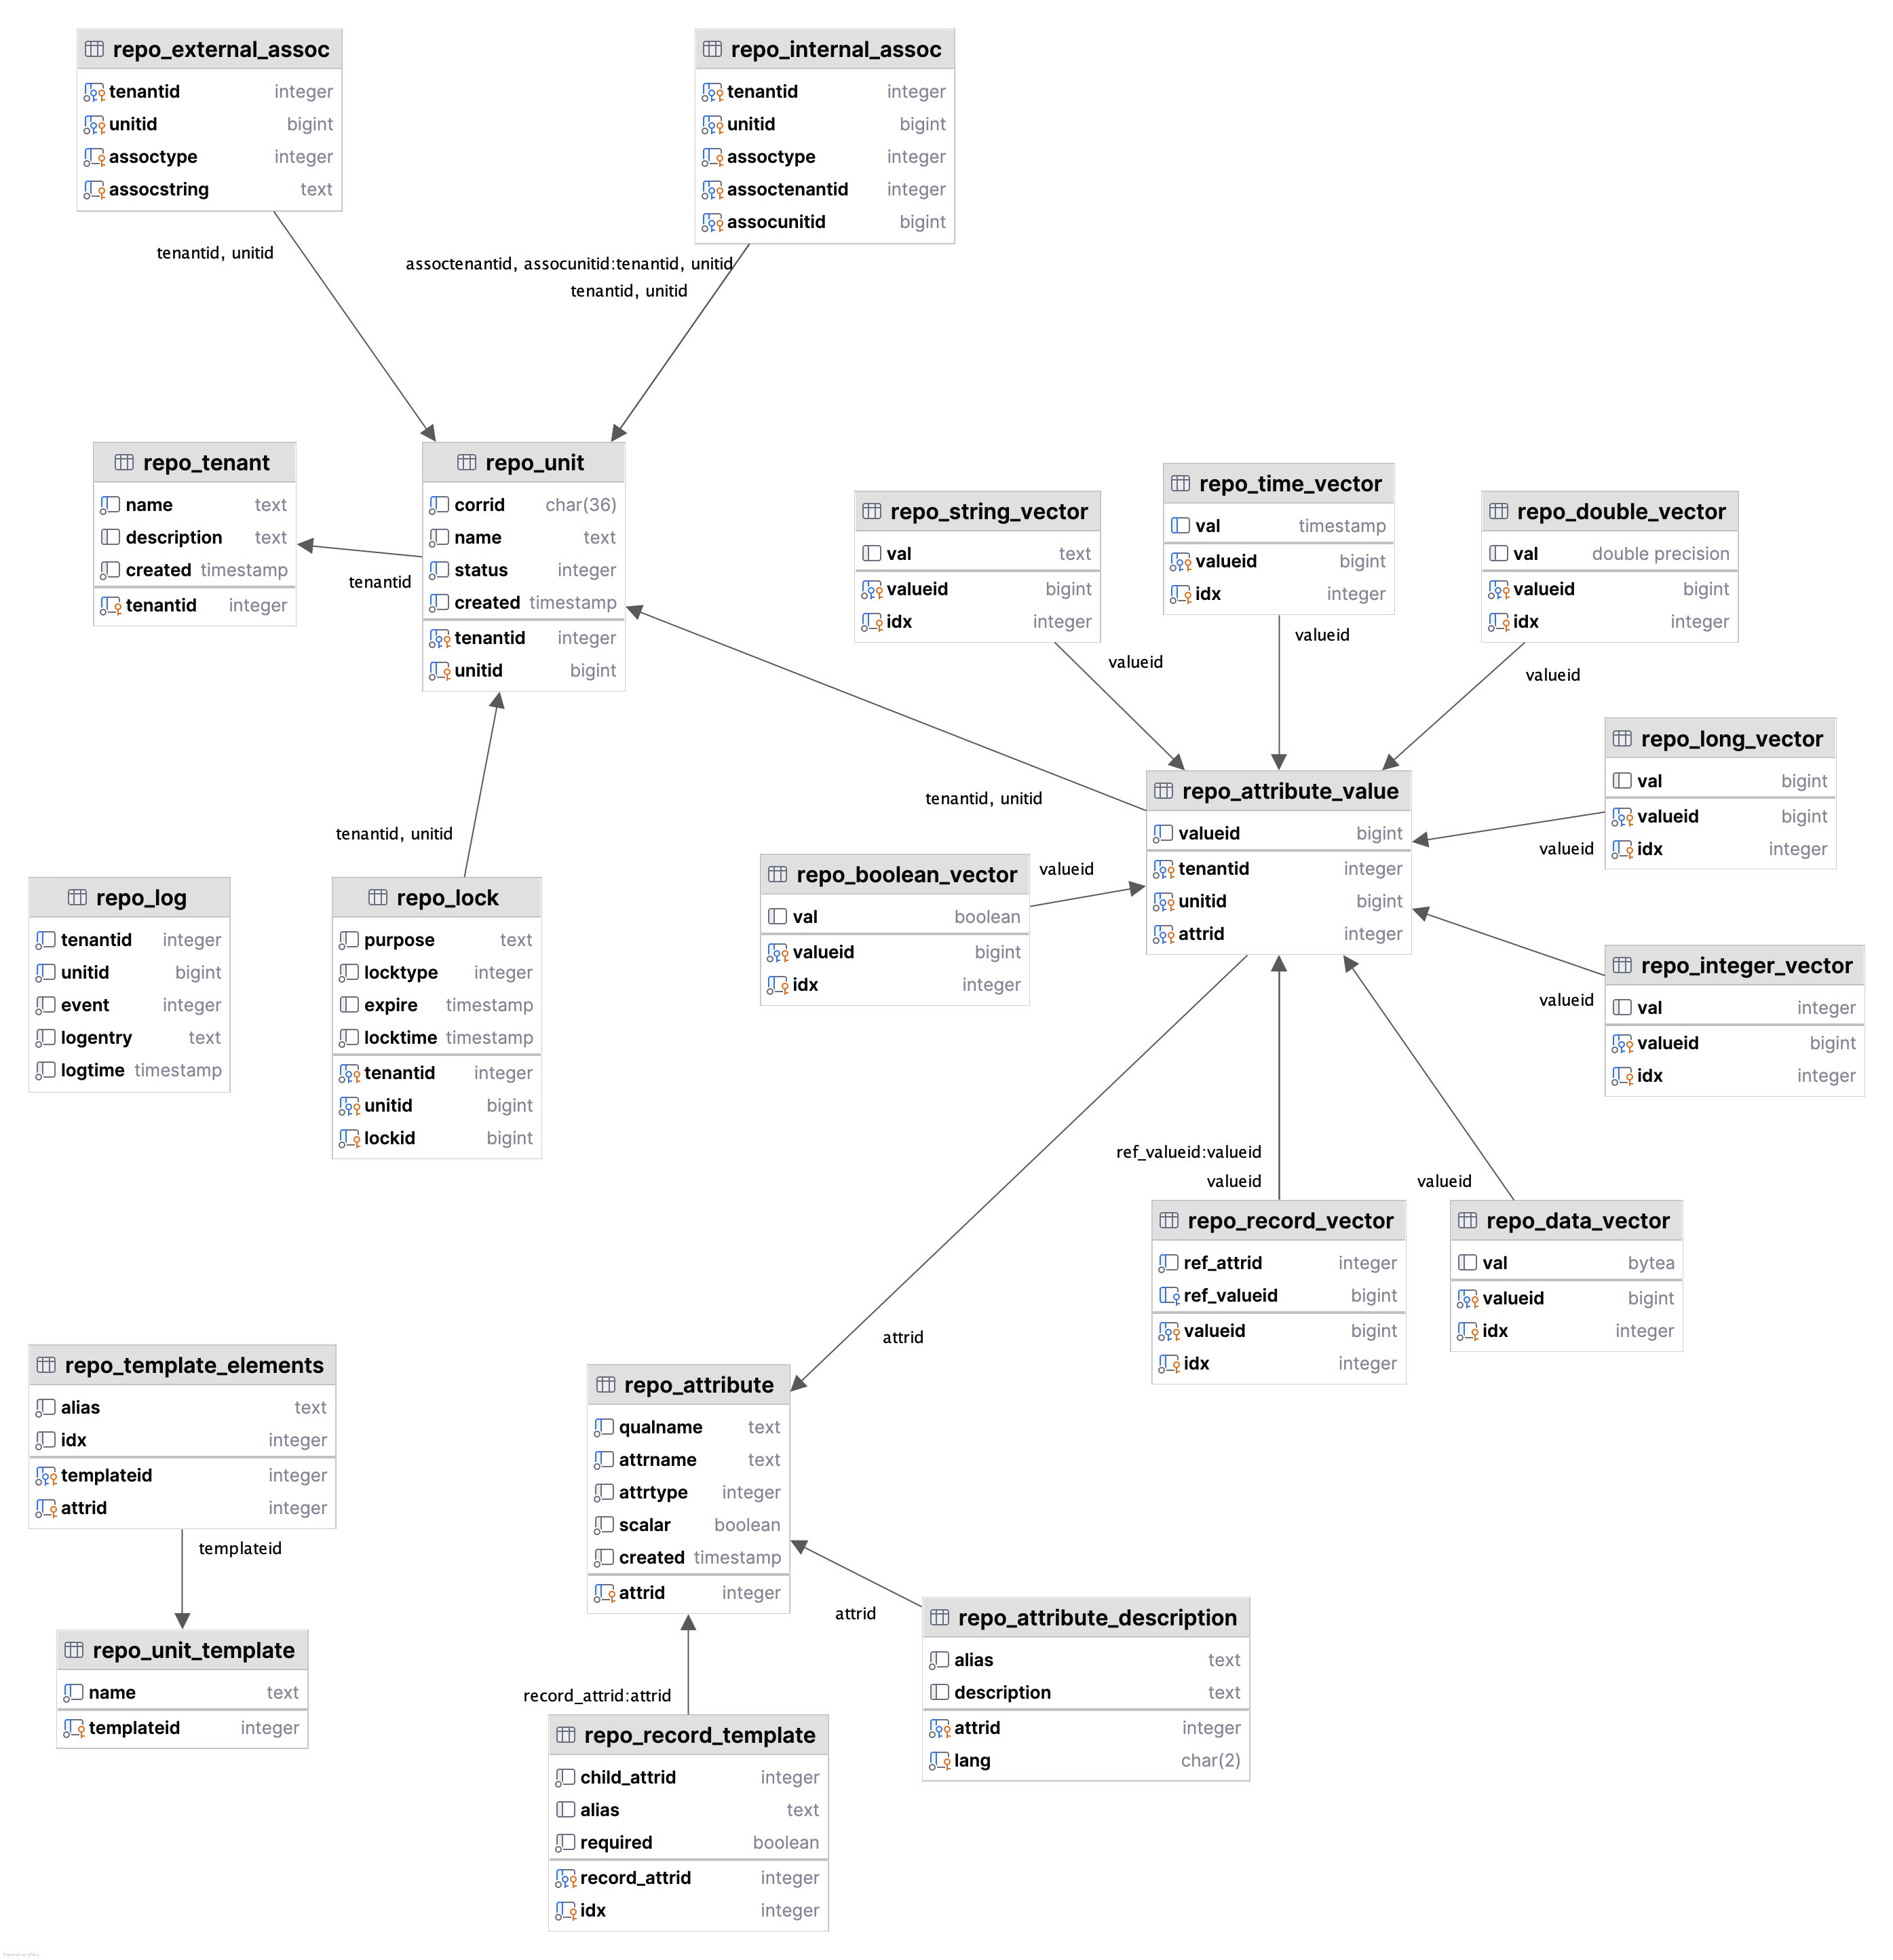 repo_external_assoc
tenantid integer
unitid bigint
assoctype integer
assocstring text
repo_internal_assoc
tenantid integer
unitid bigint
assoctype integer
assoctenantid integer
assocunitid bigint
tenantid, unitid
assoctenantid, assocunitid:tenantid, unitid
tenantid, unitid
repo_tenant
name text
description text
created timestamp
tenantid integer
tenantid
repo_unit
corrid char(36)
name text
status integer
created timestamp
tenantid integer
unitid bigint
repo_string_vector
val text
valueid bigint
idx integer
valueid
repo_time_vector
val timestamp
valueid bigint
idx integer
valueid
repo_double_vector
val double precision
valueid bigint
idx integer
valueid
repo_long_vector
val bigint
valueid bigint
idx integer
valueid
repo_attribute_value
valueid bigint
tenantid integer
unitid bigint
attrid integer
tenantid, unitid
tenantid, unitid
repo_boolean_vector
val boolean
valueid bigint
idx integer
valueid
repo_integer_vector
val integer
valueid bigint
idx integer
valueid
repo_log
tenantid integer
unitid bigint
event integer
logentry text
logtime timestamp
repo_lock
purpose text
locktype integer
expire timestamp
locktime timestamp
tenantid integer
unitid bigint
lockid bigint
ref_valueid:valueid
valueid
valueid
repo_record_vector
ref_attrid integer
ref_valueid bigint
valueid bigint
idx integer
repo_data_vector
val bytea
valueid bigint
idx integer
attrid
repo_template_elements
alias text
idx integer
templateid integer
attrid integer
templateid
repo_unit_template
name text
templateid integer
repo_attribute
qualname text
attrname text
attrtype integer
scalar boolean
created timestamp
attrid integer
attrid
repo_attribute_description
alias text
description text
attrid integer
lang char(2)
record_attrid:attrid
repo_record_template
child_attrid integer
alias text
required boolean
record_attrid integer
idx integer